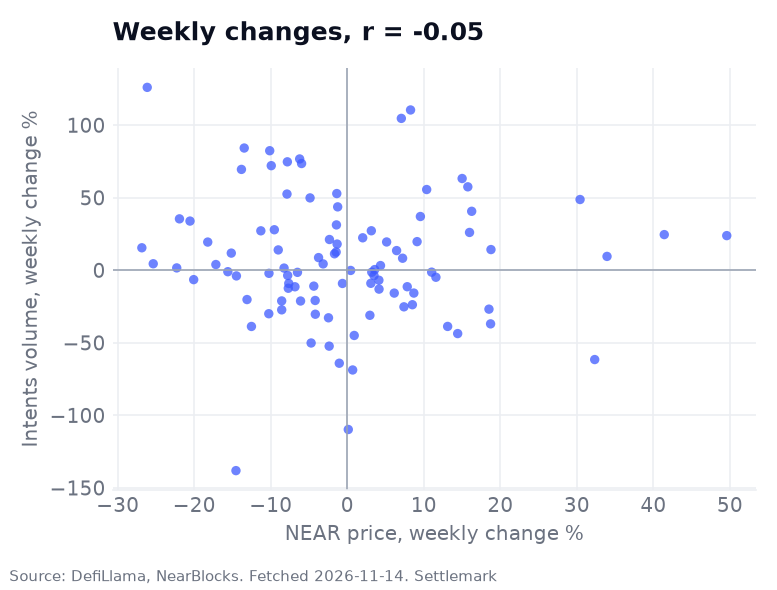 Weekly changes, r = -0.05
Intents volume, weekly change %
100
50
0
−50
−100
−150
−30 −20 −10 0 10 20 30 40 50
NEAR price, weekly change %
Source: DefiLlama, NearBlocks. Fetched 2026-11-14. Settlemark